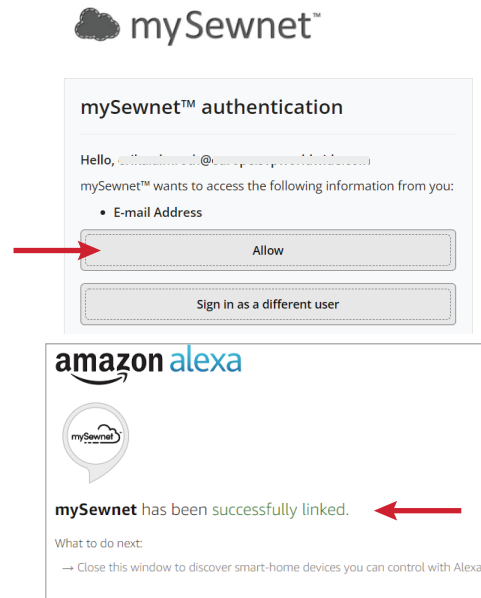 mySewnet™
mySewnet™ authentication
Hello,
mySewnet™ wants to access the following information from you:
• E-mail Address
Allow
Sign in as a different user
amazon alexa
mySewnet
mySewnet has been successfully linked.
What to do next:
→ Close this window to discover smart-home devices you can control with Alexa